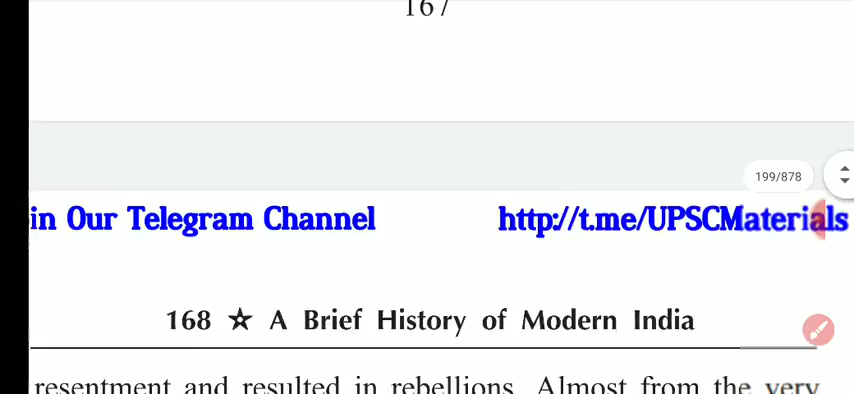 167
199/878
in Our Telegram Channel http://t.me/UPSCMaterials
168 ☆ A Brief History of Modern India
resentment and resulted in rebellions. Almost from the very